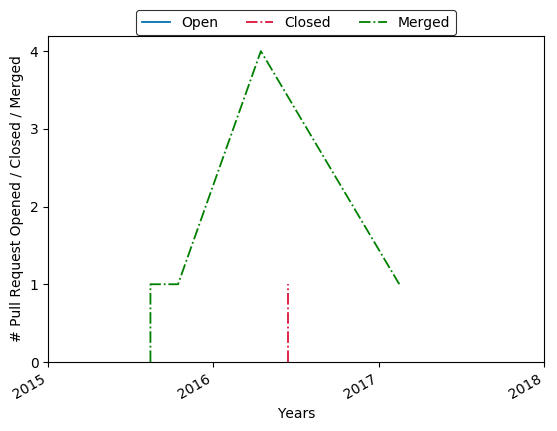 Open Closed Merged
# Pull Request Opened / Closed / Merged
4
3
2
1
0
2015 2016 2017 2018
Years